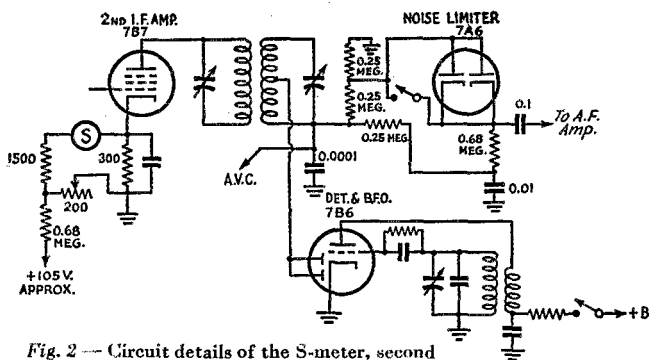 2ND I.F. AMP.
7B7
NOISE LIMITER
7A6
0.25
MEG.
0.25
MEG.
0.25 MEG.
0.1
To A.F.
Amp.
0.68
MEG.
0.01
S
1500
300
200
0.68
MEG.
+105 V.
APPROX.
A.V.C.
0.0001
DET. & B.F.O.
7B6
+B
Fig. 2 — Circuit details of the S-meter, second